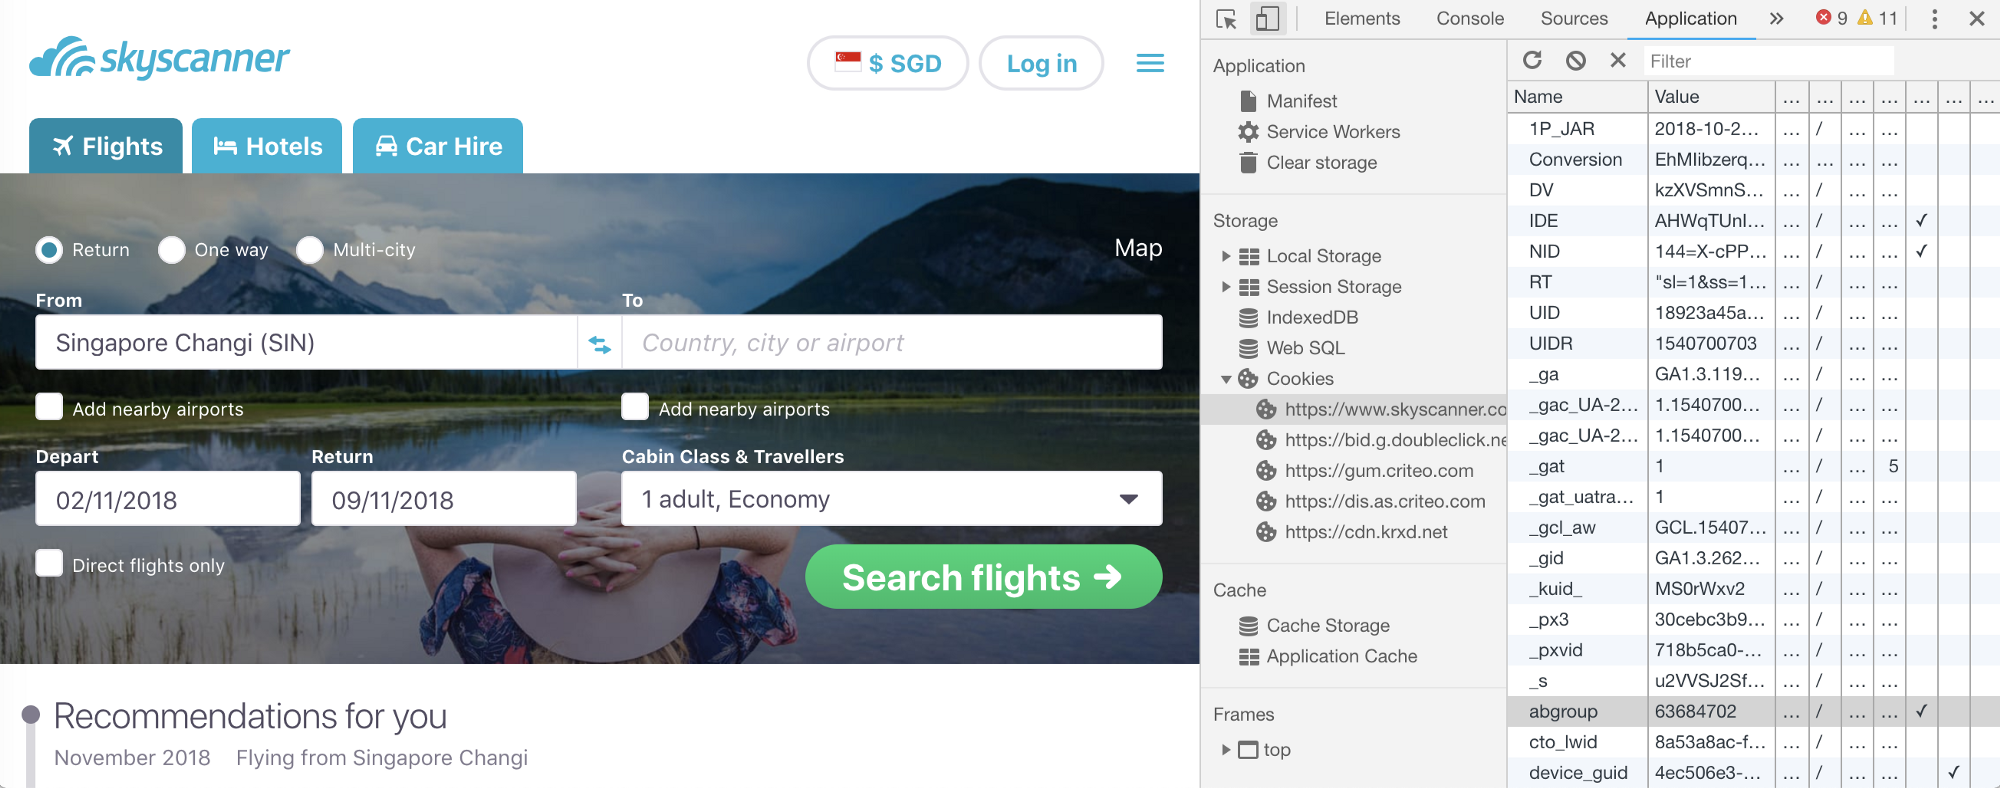 skyscanner
$ SGD
Log in
Flights
Hotels
Car Hire
Return
One way
Multi-city
Map
From
To
Singapore Changi (SIN)
Country, city or airport
Add nearby airports
Add nearby airports
Depart
Return
Cabin Class & Travellers
02/11/2018
09/11/2018
1 adult, Economy
Direct flights only
Search flights
Recommendations for you
November 2018 Flying from Singapore Changi
Elements Console Sources Application 9 11
Application
Manifest
Service Workers
Clear storage
Storage
Local Storage
Session Storage
IndexedDB
Web SQL
Cookies
https://www.skyscanner.co
https://bid.g.doubleclick.ne
https://gum.criteo.com
https://dis.as.criteo.com
https://cdn.krxd.net
Cache
Cache Storage
Application Cache
Frames
top
Filter
Name Value ... ... ... ... ... ... ...
1P_JAR 2018-10-2... ... / ... ...
Conversion EhMIibzerq... ... ... ... ...
DV kzXVSmnS... ... / ... ...
IDE AHWqTUnI... ... / ... ... ✓
NID 144=X-cPP... ... / ... ... ✓
RT "sl=1&ss=1... ... / ... ...
UID 18923a45a... ... / ... ...
UIDR 1540700703 ... / ... ...
_ga GA1.3.119... ... / ... ...
_gac_UA-2... 1.1540700... ... / ... ...
_gac_UA-2... 1.1540700... ... / ... ...
_gat 1 ... / ... 5
_gat_uatra... 1 ... / ... ...
_gcl_aw GCL.15407... ... / ... ...
_gid GA1.3.262... ... / ... ...
_kuid_ MS0rWxv2 ... / ... ...
_px3 30cebc3b9... ... / ... ...
_pxvid 718b5ca0-... ... / ... ...
_s u2VVSJ2Sf... ... / ... ...
abgroup 63684702 ... / ... ... ✓
cto_lwid 8a53a8ac-f... ... / ... ...
device_guid 4ec506e3-... ... / ... ... ✓